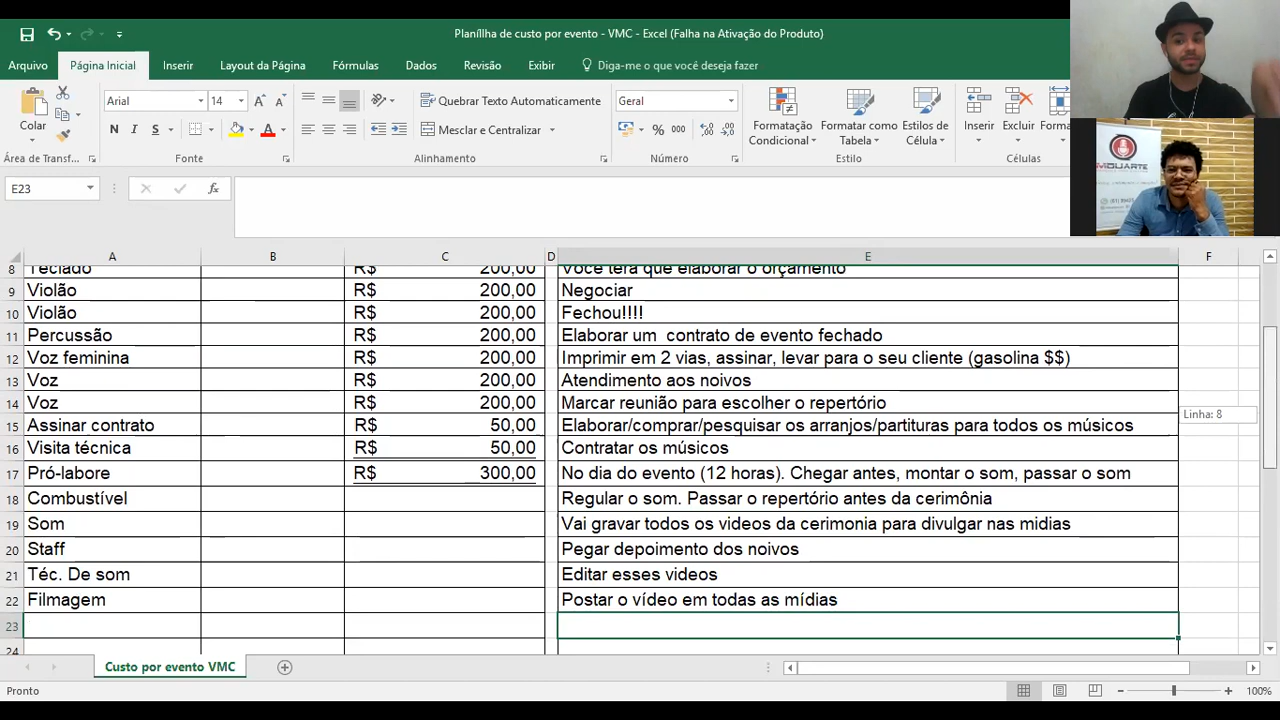 Planíllha de custo por evento - VMC - Excel (Falha na Ativação do Produto)
Arquivo Página Inicial Inserir Layout da Página Fórmulas Dados Revisão Exibir Diga-me o que você deseja fazer
Colar Arial 14 Quebrar Texto Automaticamente Geral Formatação Condicional Formatar como Tabela Estilos de Célula Inserir Excluir Forma
N I S Mesclar e Centralizar % 000
Área de Transf... Fonte Alinhamento Número Estilo Células
E23 fx
A B C D E F
8 Teclado R$ 200,00 Você terá que elaborar o orçamento
9 Violão R$ 200,00 Negociar
10 Violão R$ 200,00 Fechou!!!!
11 Percussão R$ 200,00 Elaborar um contrato de evento fechado
12 Voz feminina R$ 200,00 Imprimir em 2 vias, assinar, levar para o seu cliente (gasolina $$)
13 Voz R$ 200,00 Atendimento aos noivos
14 Voz R$ 200,00 Marcar reunião para escolher o repertório
Linha: 8
15 Assinar contrato R$ 50,00 Elaborar/comprar/pesquisar os arranjos/partituras para todos os músicos
16 Visita técnica R$ 50,00 Contratar os músicos
17 Pró-labore R$ 300,00 No dia do evento (12 horas). Chegar antes, montar o som, passar o som
18 Combustível Regular o som. Passar o repertório antes da cerimônia
19 Som Vai gravar todos os videos da cerimonia para divulgar nas midias
20 Staff Pegar depoimento dos noivos
21 Téc. De som Editar esses videos
22 Filmagem Postar o vídeo em todas as mídias
23
24
Custo por evento VMC
Pronto 100%